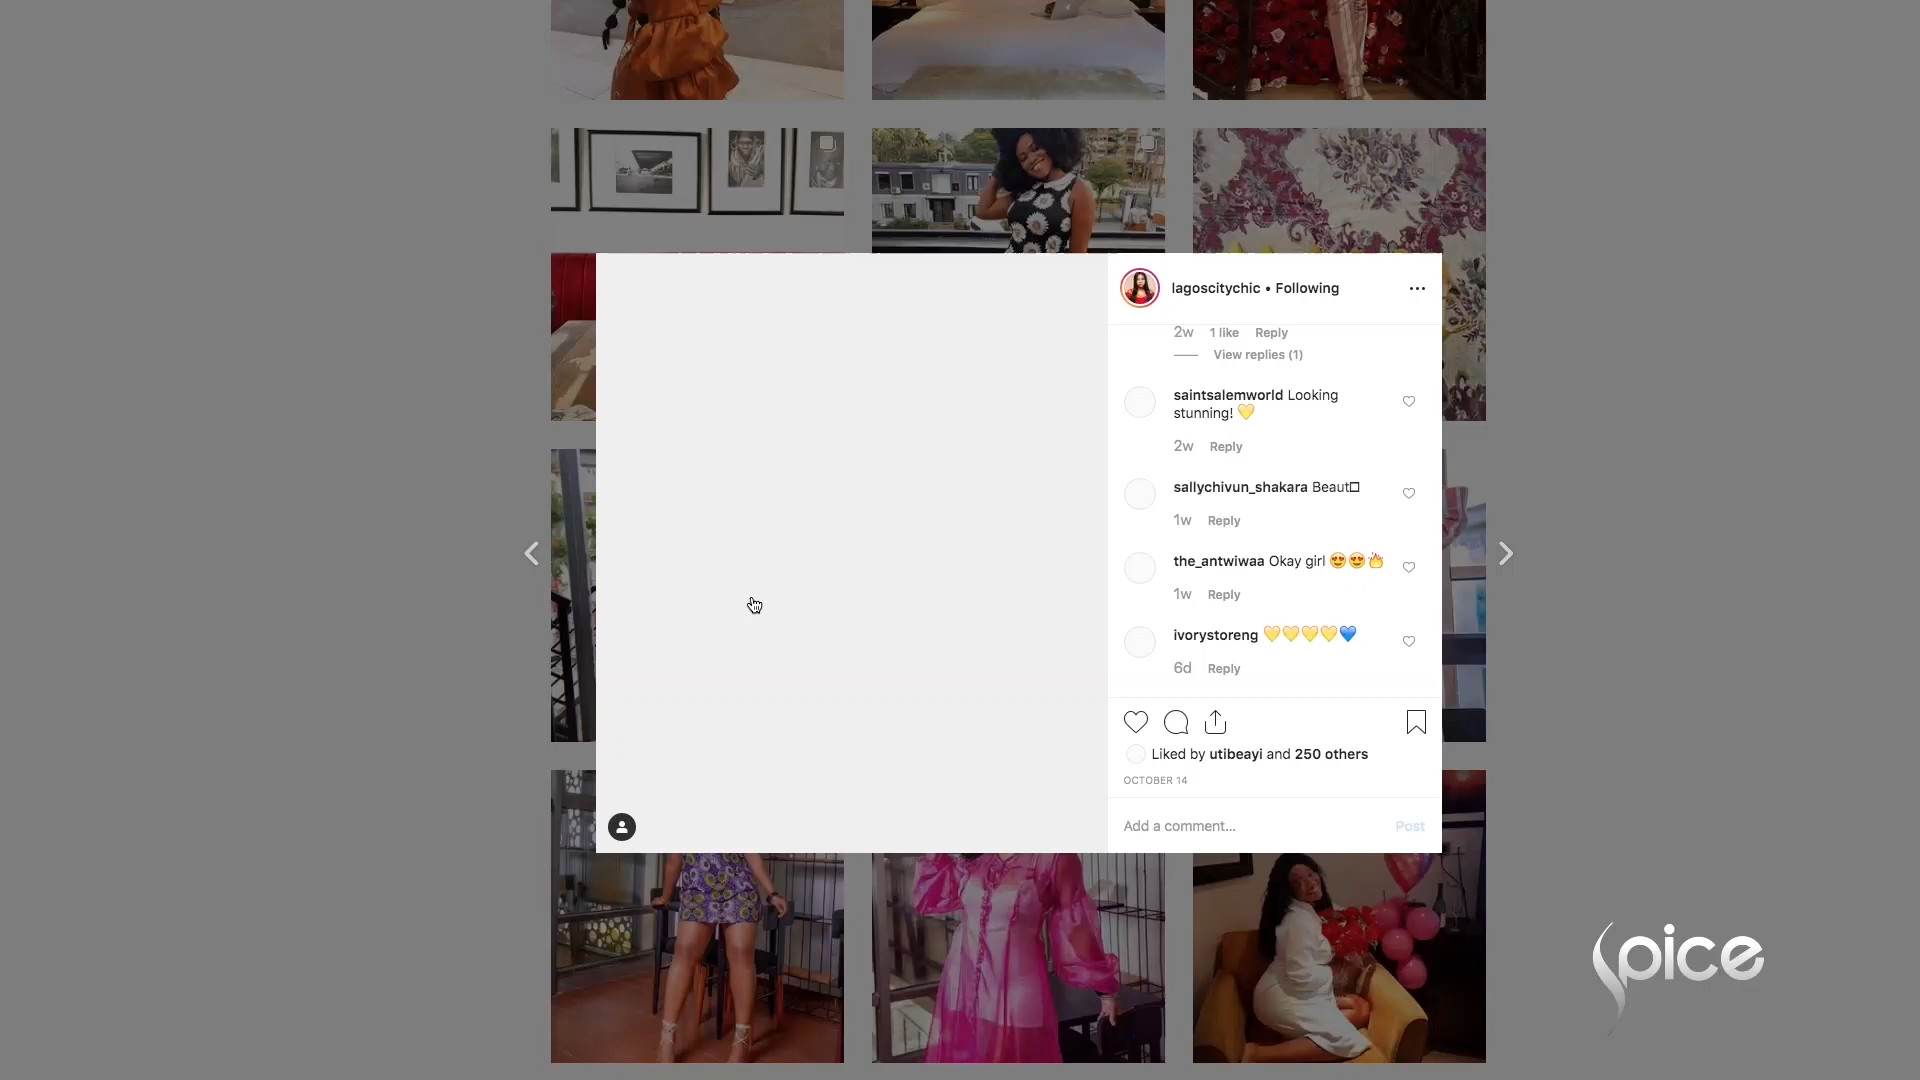 lagoscitychic • Following
2w 1 like Reply
View replies (1)
saintsalemworld Looking
stunning! 💛
2w Reply
sallychivun_shakara Beaut□
1w Reply
the_antwiwaa Okay girl 😍😍🔥
1w Reply
ivorystoreng 💛💛💛💛💙
6d Reply
Liked by utibeayi and 250 others
OCTOBER 14
Add a comment...
Post
Spice